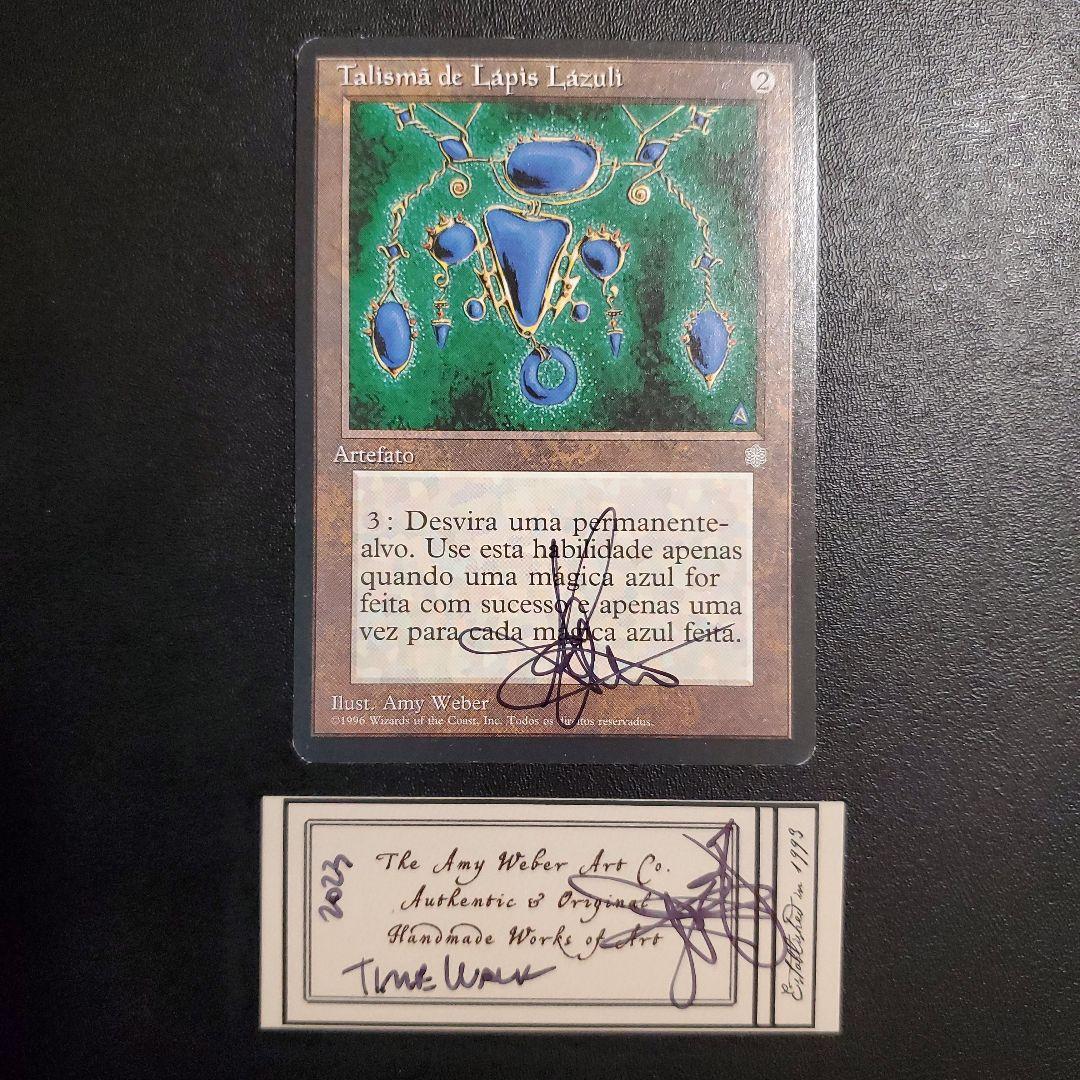 Talismã de Lápis Lázuli 2
Artefato
3: Desvira uma permanente-
alvo. Use esta habilidade apenas
quando uma mágica azul for
feita com sucesso e apenas uma
vez para cada mágica azul feita.
Ilust. Amy Weber
©1996 Wizards of the Coast, Inc. Todos os direitos reservados.
2023
The Amy Weber Art Co.
Authentic & Original
Handmade Works of Art
TIME WALK
Established in 1993